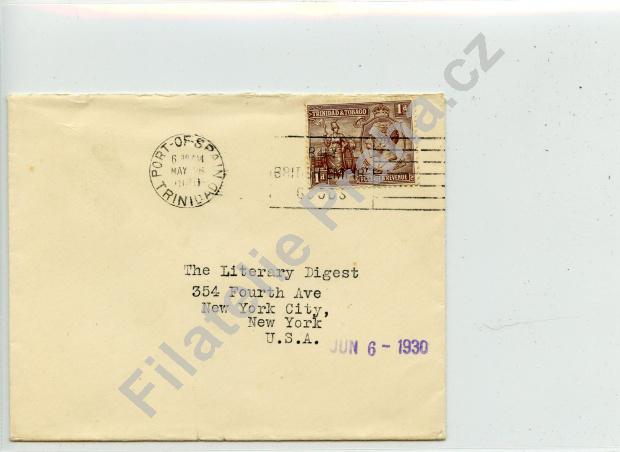 PORT-OF-SPAIN
MAY 26
TRINIDAD
TRINIDAD & TOBAGO
1d
1d
REVENUE
The Literary Digest
354 Fourth Ave
New York City,
New York
U.S.A.
JUN 6 - 1930
Filatelie Praha.cz